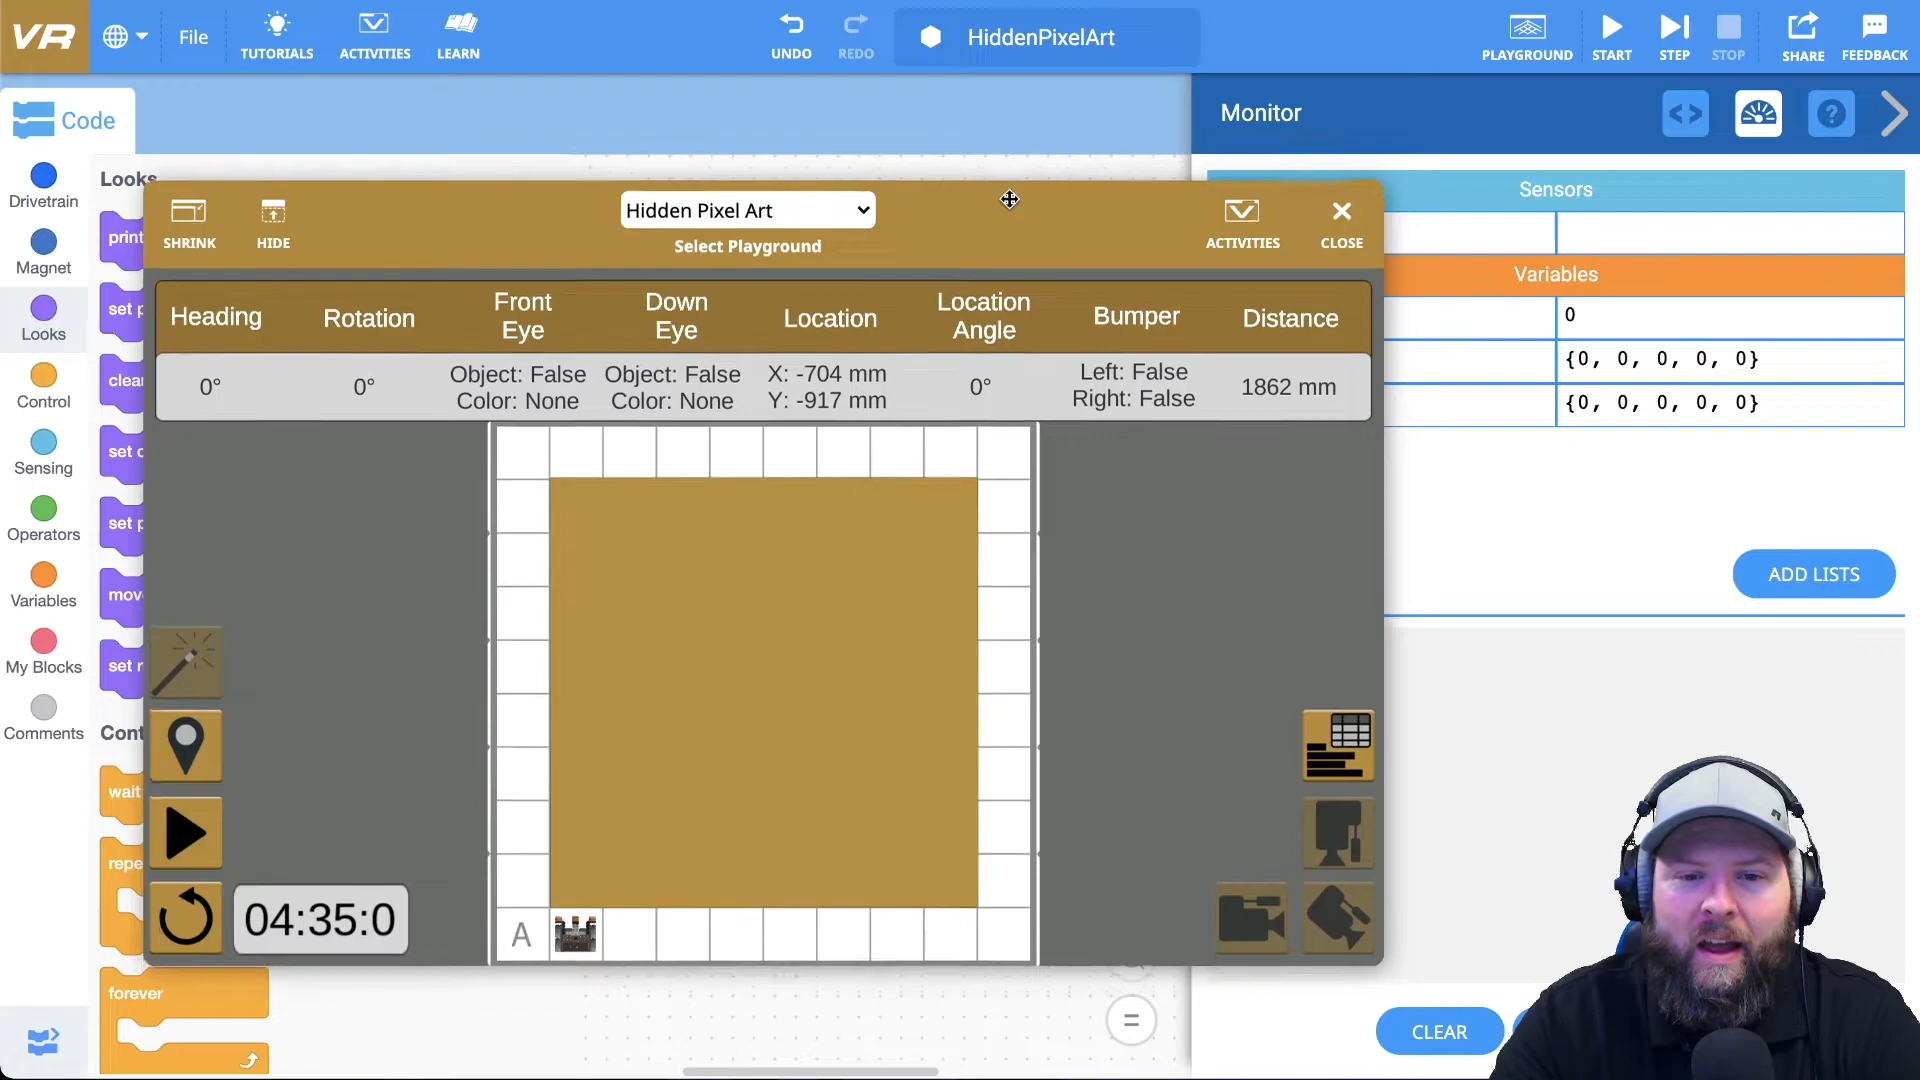 VR
File
TUTORIALS
ACTIVITIES
LEARN
UNDO
REDO
HiddenPixelArt
PLAYGROUND
START
STEP
STOP
SHARE
FEEDBACK
Code
Monitor
Looks
Sensors
Drivetrain
Magnet
Looks
Control
Sensing
Operators
Variables
My Blocks
Comments
print
set p
clea
set c
set p
mov
set r
Cont
wait
repe
forever
SHRINK
HIDE
Hidden Pixel Art
Select Playground
ACTIVITIES
CLOSE
Heading
Rotation
Front Eye
Down Eye
Location
Location Angle
Bumper
Distance
0°
0°
Object: False
Color: None
Object: False
Color: None
X: -704 mm
Y: -917 mm
0°
Left: False
Right: False
1862 mm
A
04:35:0
Variables
0
{0, 0, 0, 0, 0}
{0, 0, 0, 0, 0}
ADD LISTS
CLEAR